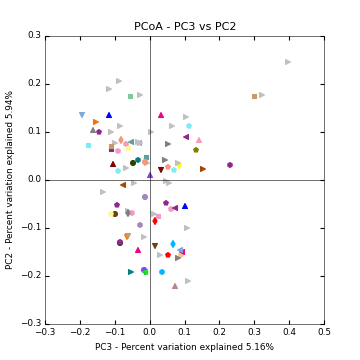 PCoA - PC3 vs PC2
0.3
0.2
0.1
0.0
−0.1
−0.2
−0.3
PC2 - Percent variation explained 5.94%
−0.3 −0.2 −0.1 0.0 0.1 0.2 0.3 0.4 0.5
PC3 - Percent variation explained 5.16%